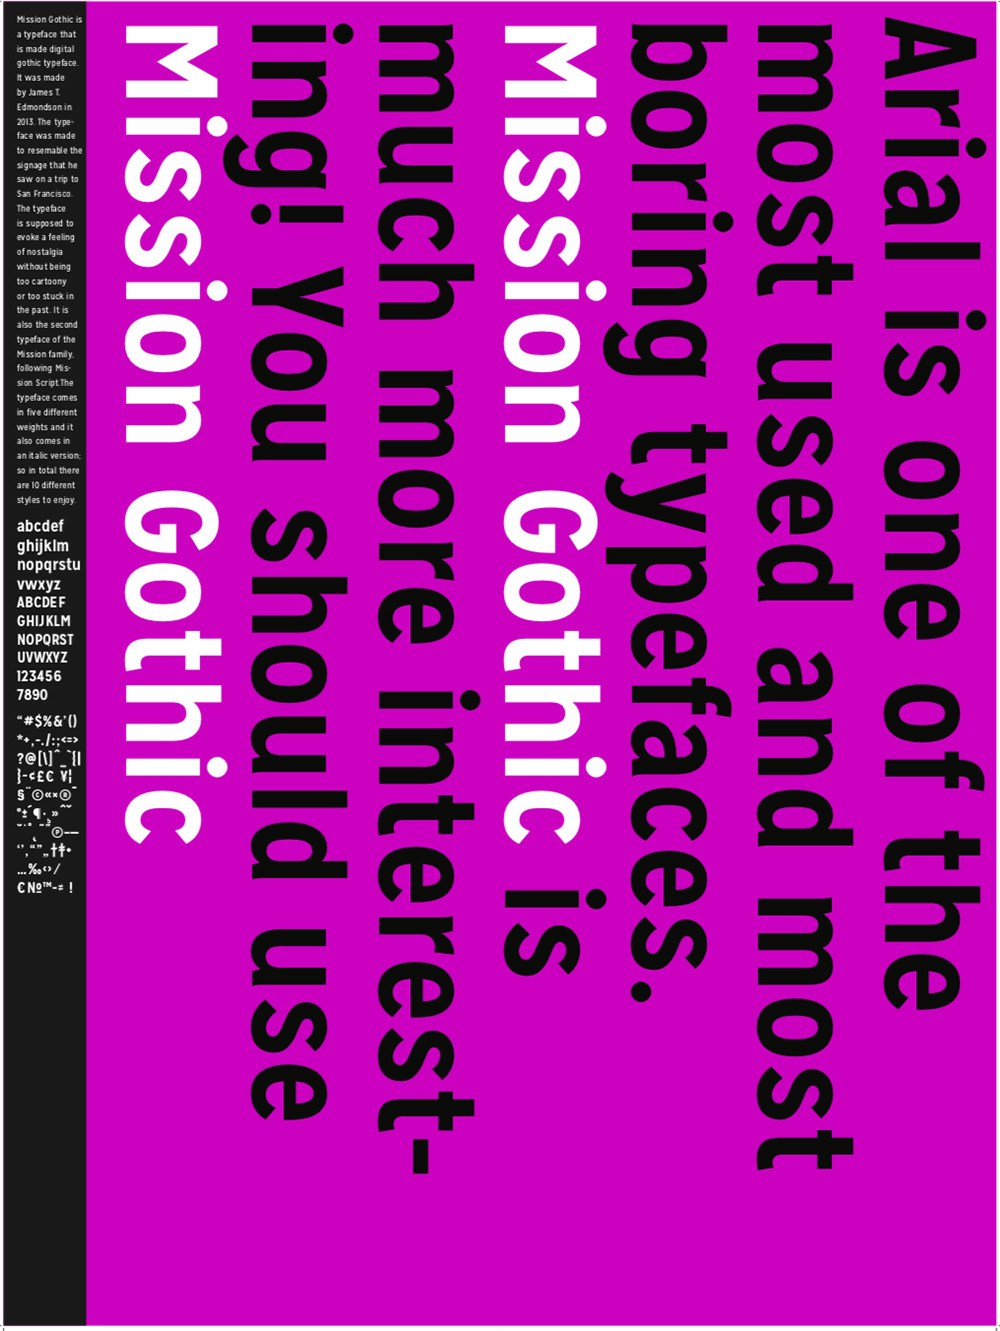 Arial is one of the
most used and most
boring typefaces.
Mission Gothic is
much more interest-
ing! you should use
Mission Gothic
Mission Gothic is
a typeface that
is made digital
gothic typeface.
It was made
by James T.
Edmondson in
2013. The type-
face was made
to resemable the
signage that he
saw on a trip to
San Francisco.
The typeface
is supposed to
evoke a feeling
of nostalgia
without being
too cartoony
or too stuck in
the past. It is
also the second
typeface of the
Mission family,
following Mis-
sion Script.The
typeface comes
in five different
weights and it
also comes in
an italic version;
so in total there
are 10 different
styles to enjoy.
abcdef
ghijklm
nopqrstu
vwxyz
ABCDEF
GHIJKLM
NOPQRST
UVWXYZ
123456
7890
“#$%&'()
*+,-./:;<=>
?@[\]^_`{|
}-¢£€ ¥¦
§¨©«×®¯
°±´¶·¸»ˆˇ
…‰‹›⁄
€№™-≠ !